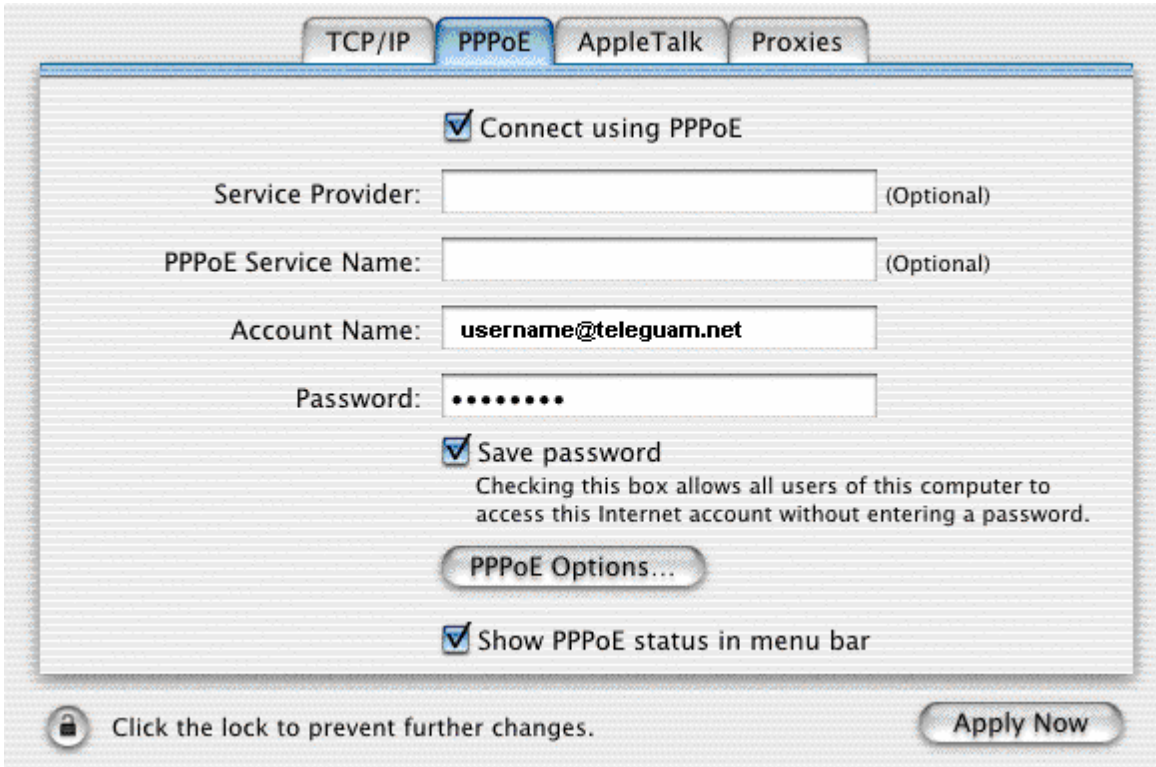 TCP/IP PPPoE AppleTalk Proxies
Connect using PPPoE
Service Provider: (Optional)
PPPoE Service Name: (Optional)
Account Name: username@teleguam.net
Password: ••••••••
Save password
Checking this box allows all users of this computer to
access this Internet account without entering a password.
PPPoE Options...
Show PPPoE status in menu bar
Click the lock to prevent further changes. Apply Now